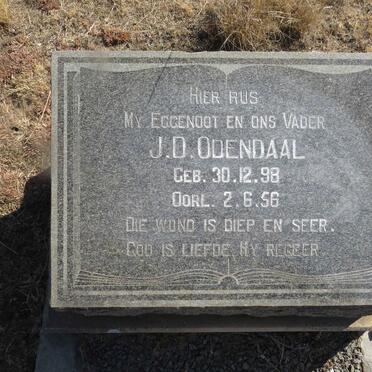 HIER RUS
MY EGGENOOT EN ONS VADER
J.D. ODENDAAL
GEB. 30.12.98
OORL. 2.6.56
DIE WOND IS DIEP EN SEER.
GOD IS LIEFDE HY REGEER.